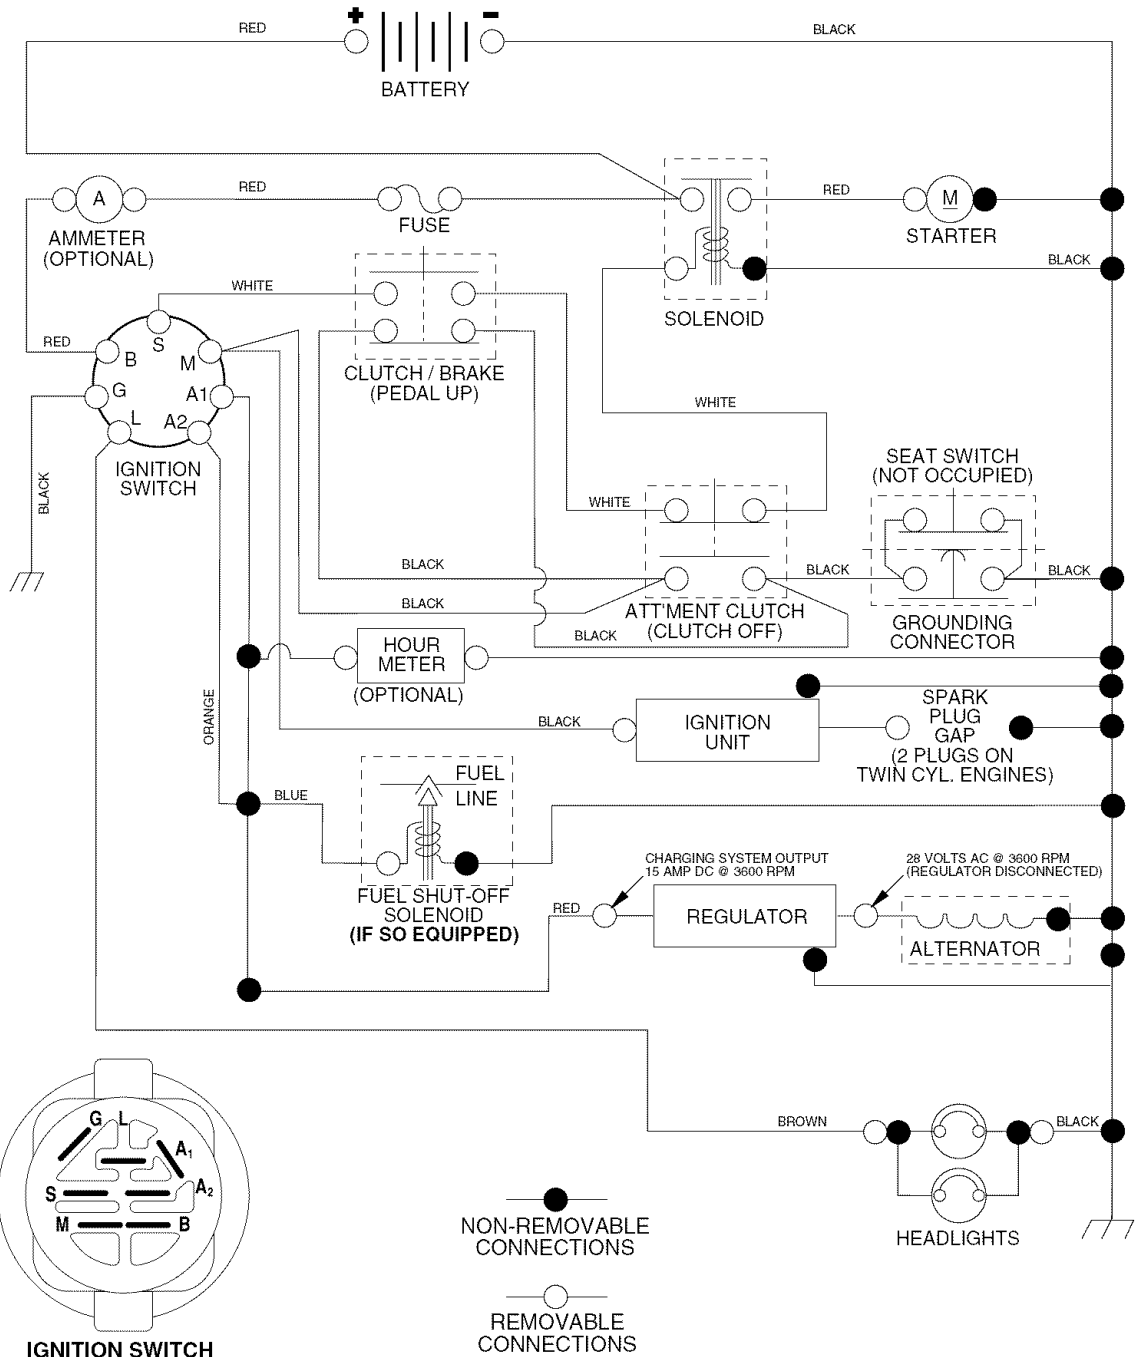 + -
RED
BLACK
BATTERY
A
RED
FUSE
RED
M
STARTER
AMMETER
(OPTIONAL)
BLACK
SOLENOID
WHITE
RED
S
B
M
G
A1
L
A2
IGNITION
SWITCH
CLUTCH / BRAKE
(PEDAL UP)
WHITE
BLACK
WHITE
SEAT SWITCH
(NOT OCCUPIED)
BLACK
BLACK
BLACK
BLACK
ATT'MENT CLUTCH
(CLUTCH OFF)
BLACK
GROUNDING
CONNECTOR
HOUR
METER
(OPTIONAL)
ORANGE
BLACK
IGNITION
UNIT
SPARK
PLUG
GAP
(2 PLUGS ON
TWIN CYL. ENGINES)
BLUE
FUEL
LINE
FUEL SHUT-OFF
SOLENOID
(IF SO EQUIPPED)
CHARGING SYSTEM OUTPUT
15 AMP DC @ 3600 RPM
28 VOLTS AC @ 3600 RPM
(REGULATOR DISCONNECTED)
RED
REGULATOR
ALTERNATOR
BROWN
BLACK
HEADLIGHTS
G L
A1
S
A2
M
B
IGNITION SWITCH
NON-REMOVABLE
CONNECTIONS
REMOVABLE
CONNECTIONS